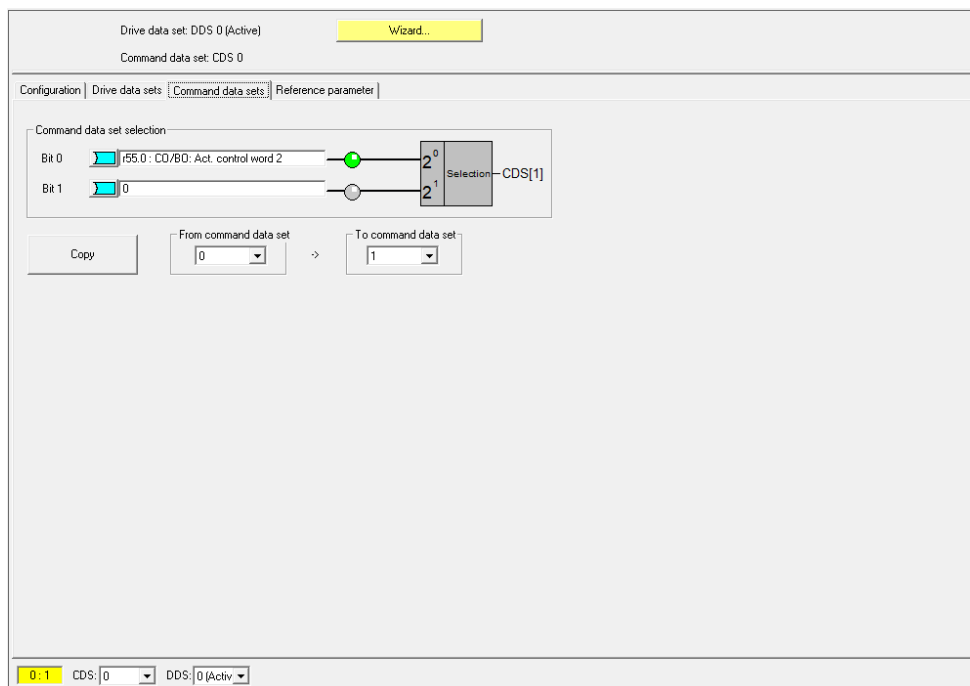 Drive data set: DDS 0 (Active)
Wizard...
Command data set: CDS 0
Configuration Drive data sets Command data sets Reference parameter
Command data set selection
Bit 0 r55.0 : CO/BO: Act. control word 2 2^0
Selection CDS[1]
Bit 1 0 2^1
From command data set To command data set
Copy 0 -> 1
0 : 1 CDS: 0 DDS: 0 (Activ